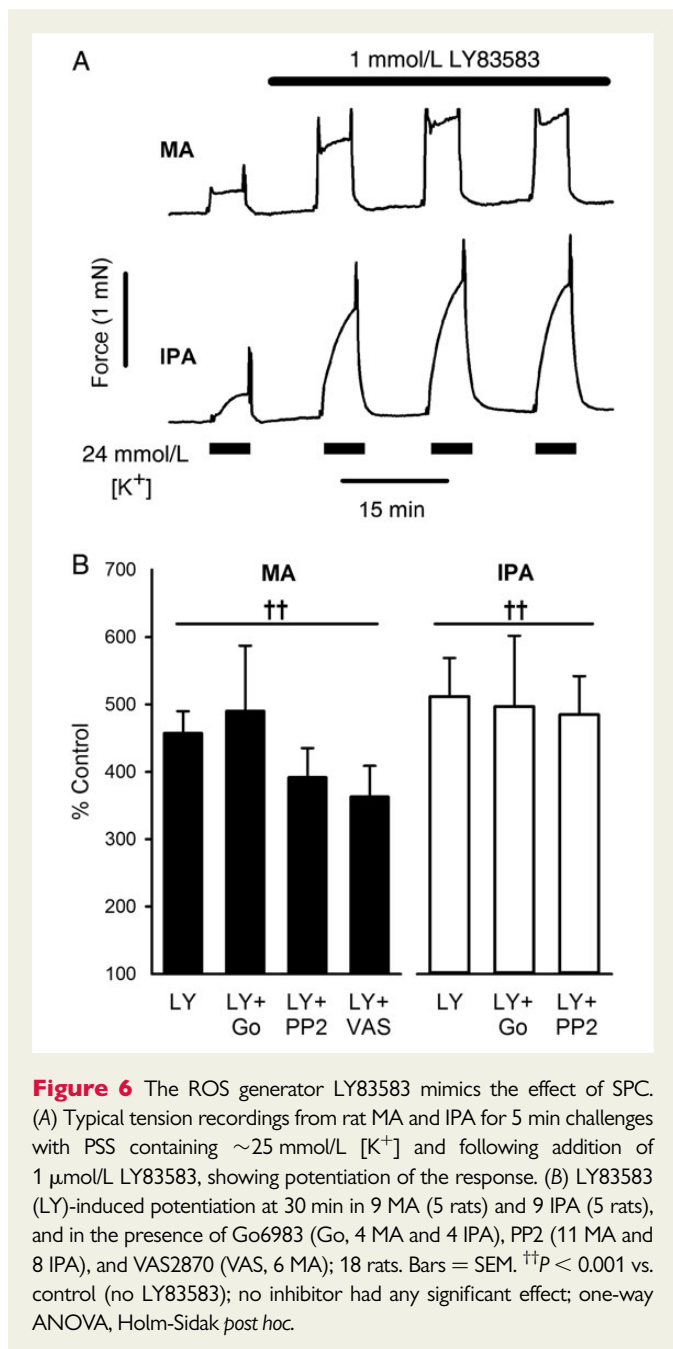 A
1 mmol/L LY83583
MA
Force (1 mN)
IPA
24 mmol/L
[K⁺]
15 min
B
700
600
500
400
300
200
100
% Control
MA
††
IPA
††
LY
LY+
Go
LY+
PP2
LY+
VAS
LY
LY+
Go
LY+
PP2
Figure 6 The ROS generator LY83583 mimics the effect of SPC.
(A) Typical tension recordings from rat MA and IPA for 5 min challenges
with PSS containing ~25 mmol/L [K⁺] and following addition of
1 μmol/L LY83583, showing potentiation of the response. (B) LY83583
(LY)-induced potentiation at 30 min in 9 MA (5 rats) and 9 IPA (5 rats),
and in the presence of Go6983 (Go, 4 MA and 4 IPA), PP2 (11 MA and
8 IPA), and VAS2870 (VAS, 6 MA); 18 rats. Bars = SEM. ††P < 0.001 vs.
control (no LY83583); no inhibitor had any significant effect; one-way
ANOVA, Holm-Sidak post hoc.